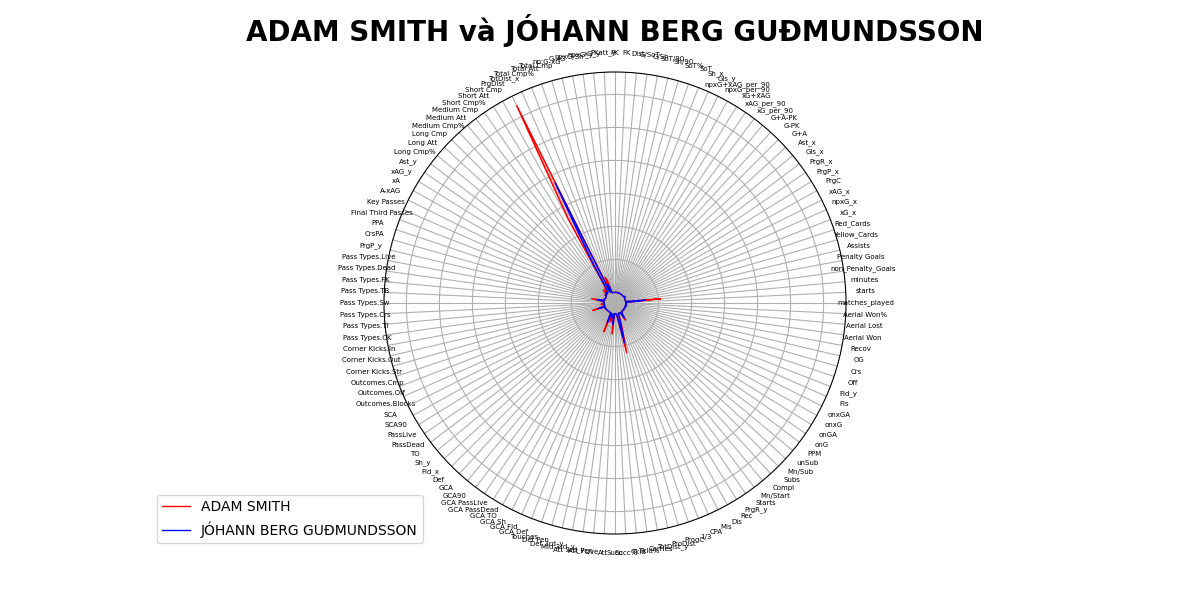 ADAM SMITH và JÓHANN BERG GUÐMUNDSSON
Total Cmp%
TotDist_x
PrgDist
Short Cmp
Short Att
Short Cmp%
Medium Cmp
Medium Att
Medium Cmp%
Long Cmp
Long Att
Long Cmp%
Ast_y
xAG_y
xA
A-xAG
Key Passes
Final Third Passes
PPA
CrsPA
PrgP_y
Pass Types.Live
Pass Types.Dead
Pass Types.FK
Pass Types.TB
Pass Types.Sw
Pass Types.Crs
Pass Types.TI
Pass Types.CK
Corner Kicks.In
Corner Kicks.Out
Corner Kicks.Str
Outcomes.Cmp
Outcomes.Off
Outcomes.Blocks
SCA
SCA90
PassLive
PassDead
TO
Sh_y
Fld_x
Def
GCA
GCA90
GCA PassLive
GCA PassDead
GCA TO
GCA Sh
GCA Fld
GCA Def
Touches
FK
SoT%
SoT
Sh_x
Gls_y
npxG+xAG_per_90
npxG_per_90
xG+xAG
xAG_per_90
xG_per_90
G+A-PK
G-PK
G+A
Ast_x
Gls_x
PrgR_x
PrgP_x
PrgC
xAG_x
npxG_x
xG_x
Red_Cards
Yellow_Cards
Assists
Penalty Goals
non_Penalty_Goals
minutes
starts
matches_played
Aerial Won%
Aerial Lost
Aerial Won
Recov
OG
Crs
Off
Fld_y
Fls
onxGA
onxG
onGA
onG
PPM
unSub
Mn/Sub
Subs
Compl
Mn/Start
Starts
PrgR_y
Rec
Dis
Mis
CPA
1/3
ProgC
ADAM SMITH
JÓHANN BERG GUÐMUNDSSON